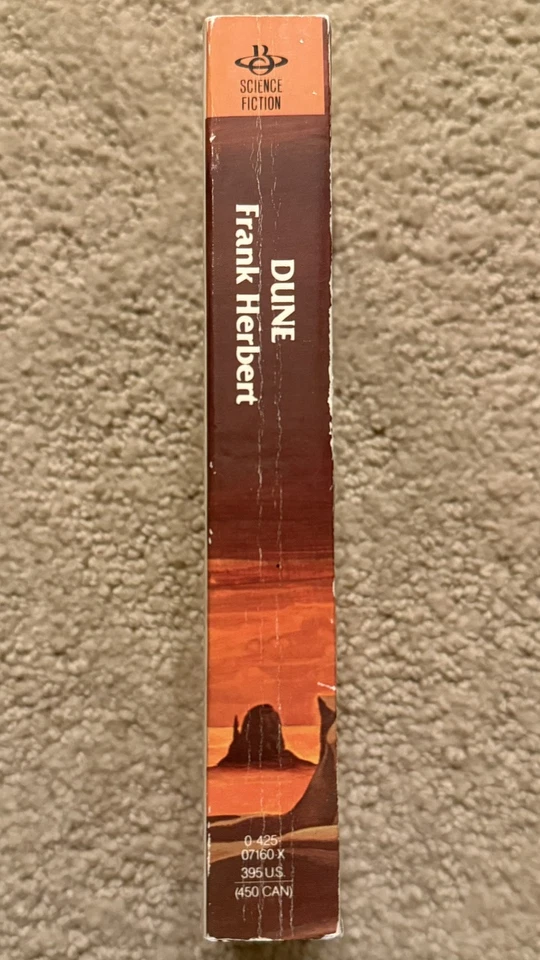 SCIENCE
FICTION
DUNE
Frank Herbert
0-425-
07160-X
395 U.S.
(450 CAN)